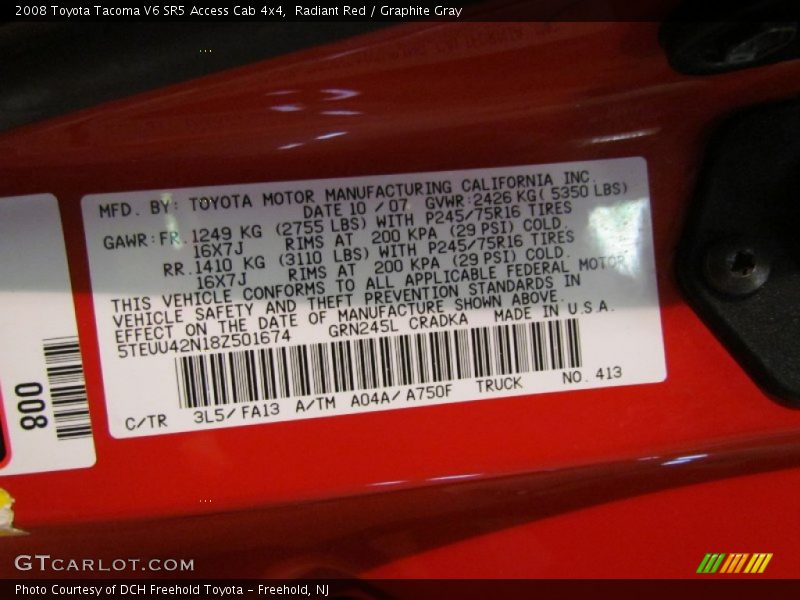 2008 Toyota Tacoma V6 SR5 Access Cab 4x4,  Radiant Red / Graphite Gray
MFD. BY: TOYOTA MOTOR MANUFACTURING CALIFORNIA INC.
DATE 10 / 07  GVWR:2426 KG( 5350 LBS)
GAWR:FR.1249 KG (2755 LBS) WITH P245/75R16 TIRES
16X7J RIMS AT 200 KPA (29 PSI) COLD.
RR.1410 KG (3110 LBS) WITH P245/75R16 TIRES
16X7J RIMS AT 200 KPA (29 PSI) COLD.
THIS VEHICLE CONFORMS TO ALL APPLICABLE FEDERAL MOTOR
VEHICLE SAFETY AND THEFT PREVENTION STANDARDS IN
EFFECT ON THE DATE OF MANUFACTURE SHOWN ABOVE.
5TEUU42N18Z501674 GRN245L CRADKA MADE IN U.S.A.
C/TR 3L5/FA13 A/TM A04A/A750F TRUCK NO. 413
008
GTCARLOT.COM
Photo Courtesy of DCH Freehold Toyota - Freehold, NJ